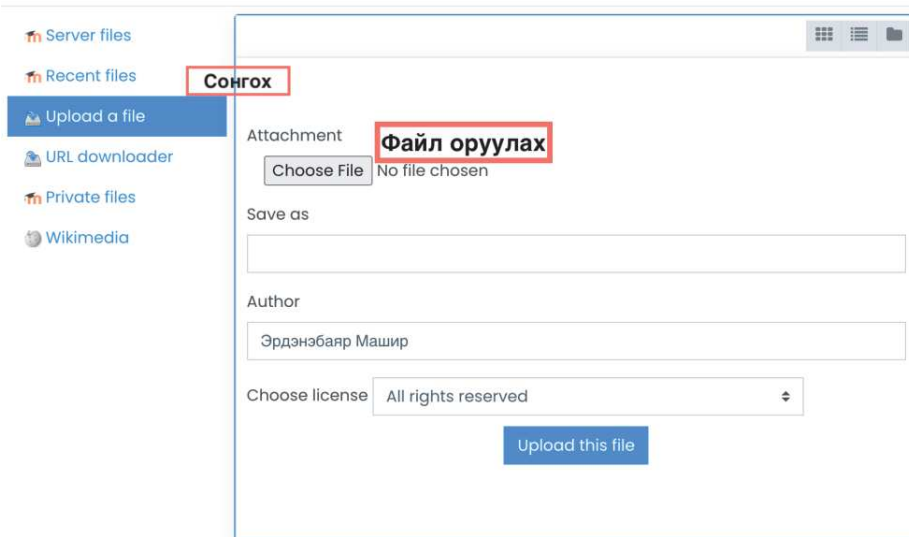 Server files
Recent files
Upload a file
URL downloader
Private files
Wikimedia
Сонгох
Attachment
Файл оруулах
Choose File No file chosen
Save as
Author
Эрдэнэбаяр Машир
Choose license All rights reserved
Upload this file